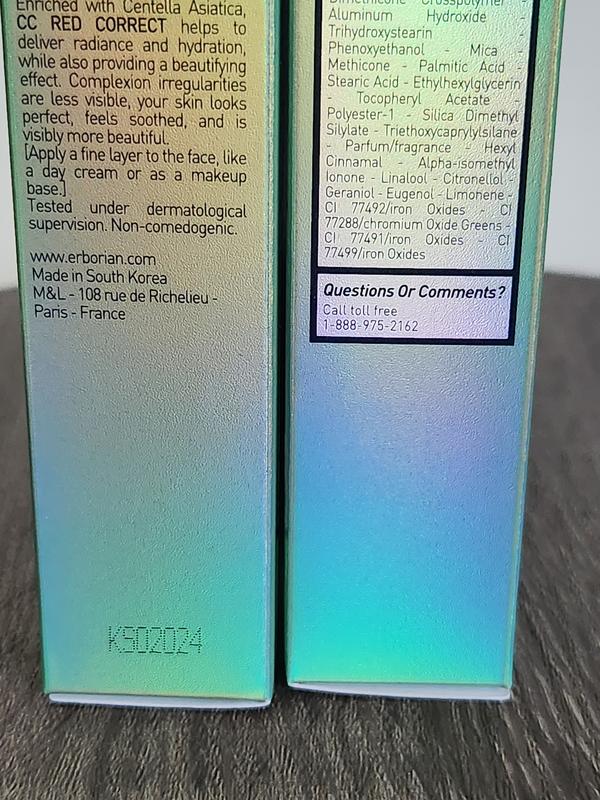 Enriched with Centella Asiatica,
CC RED CORRECT helps to
deliver radiance and hydration,
while also providing a beautifying
effect. Complexion irregularities
are less visible, your skin looks
perfect, feels soothed, and is
visibly more beautiful.
[Apply a fine layer to the face, like
a day cream or as a makeup
base.]
Tested under dermatological
supervision. Non-comedogenic.
www.erborian.com
Made in South Korea
M&L - 108 rue de Richelieu -
Paris - France
K902024
Dimethicone Crosspolymer -
Aluminum Hydroxide -
Trihydroxystearin -
Phenoxyethanol - Mica -
Methicone - Palmitic Acid -
Stearic Acid - Ethylhexylglycerin
- Tocopheryl Acetate -
Polyester-1 - Silica Dimethyl
Silylate - Triethoxycaprylylsilane
- Parfum/fragrance - Hexyl
Cinnamal - Alpha-isomethyl
Ionone - Linalool - Citronellol -
Geraniol - Eugenol - Limonene -
CI 77492/iron Oxides - CI
77288/chromium Oxide Greens -
CI 77491/iron Oxides - CI
77499/iron Oxides
Questions Or Comments?
Call toll free
1-888-975-2162